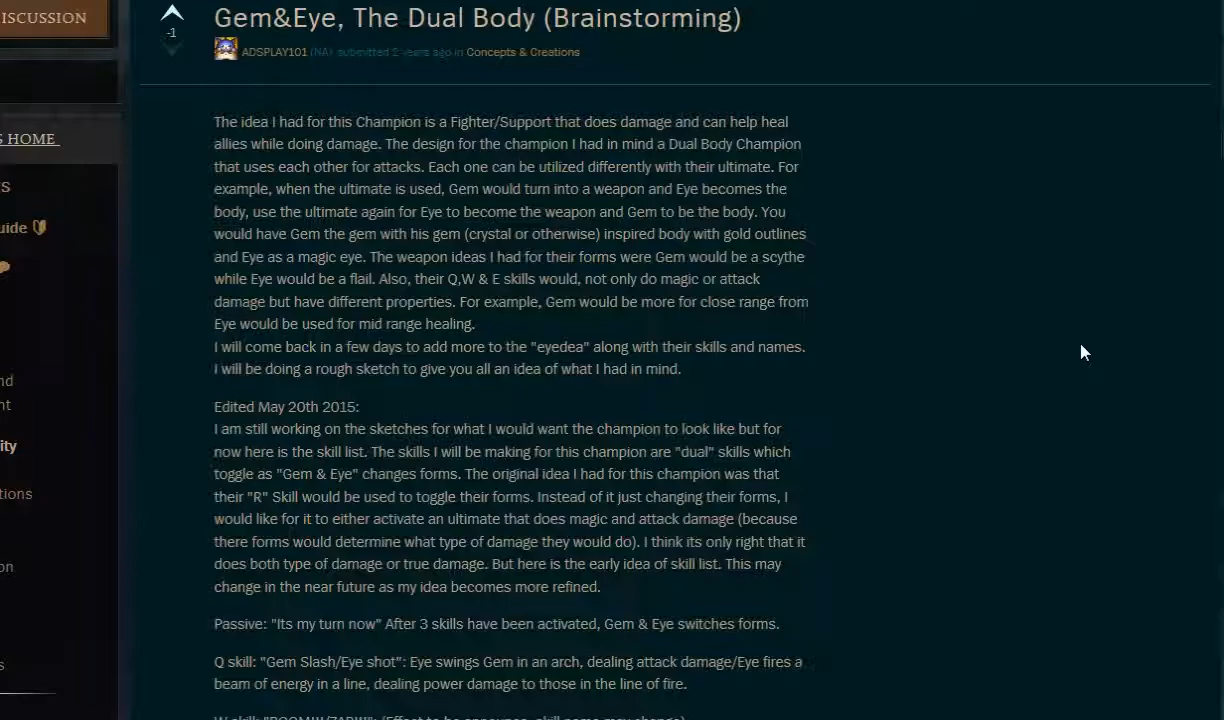 ISCUSSION
Gem&Eye, The Dual Body (Brainstorming)
-1
ADSPLAY101 (NA) submitted 2 years ago in Concepts & Creations
The idea I had for this Champion is a Fighter/Support that does damage and can help heal
S HOME
allies while doing damage. The design for the champion I had in mind a Dual Body Champion
that uses each other for attacks. Each one can be utilized differently with their ultimate. For
S
example, when the ultimate is used, Gem would turn into a weapon and Eye becomes the
body, use the ultimate again for Eye to become the weapon and Gem to be the body. You
uide
would have Gem the gem with his gem (crystal or otherwise) inspired body with gold outlines
and Eye as a magic eye. The weapon ideas I had for their forms were Gem would be a scythe
while Eye would be a flail. Also, their Q,W & E skills would, not only do magic or attack
damage but have different properties. For example, Gem would be more for close range from
Eye would be used for mid range healing.
I will come back in a few days to add more to the "eyedea" along with their skills and names.
I will be doing a rough sketch to give you all an idea of what I had in mind.
nd
nt
Edited May 20th 2015:
I am still working on the sketches for what I would want the champion to look like but for
ity
now here is the skill list. The skills I will be making for this champion are "dual" skills which
toggle as "Gem & Eye" changes forms. The original idea I had for this champion was that
tions
their "R" Skill would be used to toggle their forms. Instead of it just changing their forms, I
would like for it to either activate an ultimate that does magic and attack damage (because
there forms would determine what type of damage they would do). I think its only right that it
on
does both type of damage or true damage. But here is the early idea of skill list. This may
change in the near future as my idea becomes more refined.
Passive: "Its my turn now" After 3 skills have been activated, Gem & Eye switches forms.
s
Q skill: "Gem Slash/Eye shot": Eye swings Gem in an arch, dealing attack damage/Eye fires a
beam of energy in a line, dealing power damage to those in the line of fire.